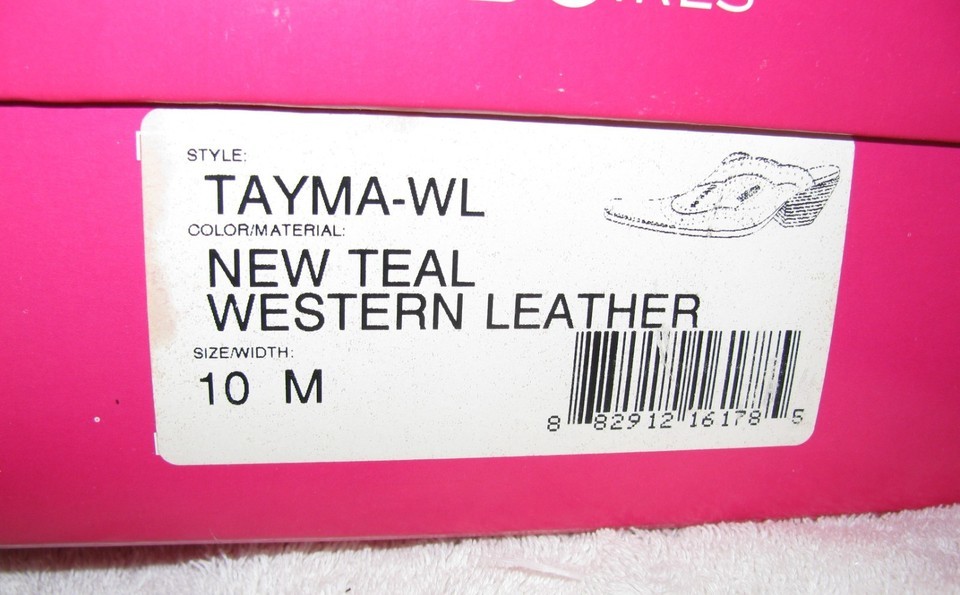 STYLE:
TAYMA-WL
COLOR/MATERIAL:
NEW TEAL
WESTERN LEATHER
SIZE/WIDTH:
10 M
8 82912 16178 5